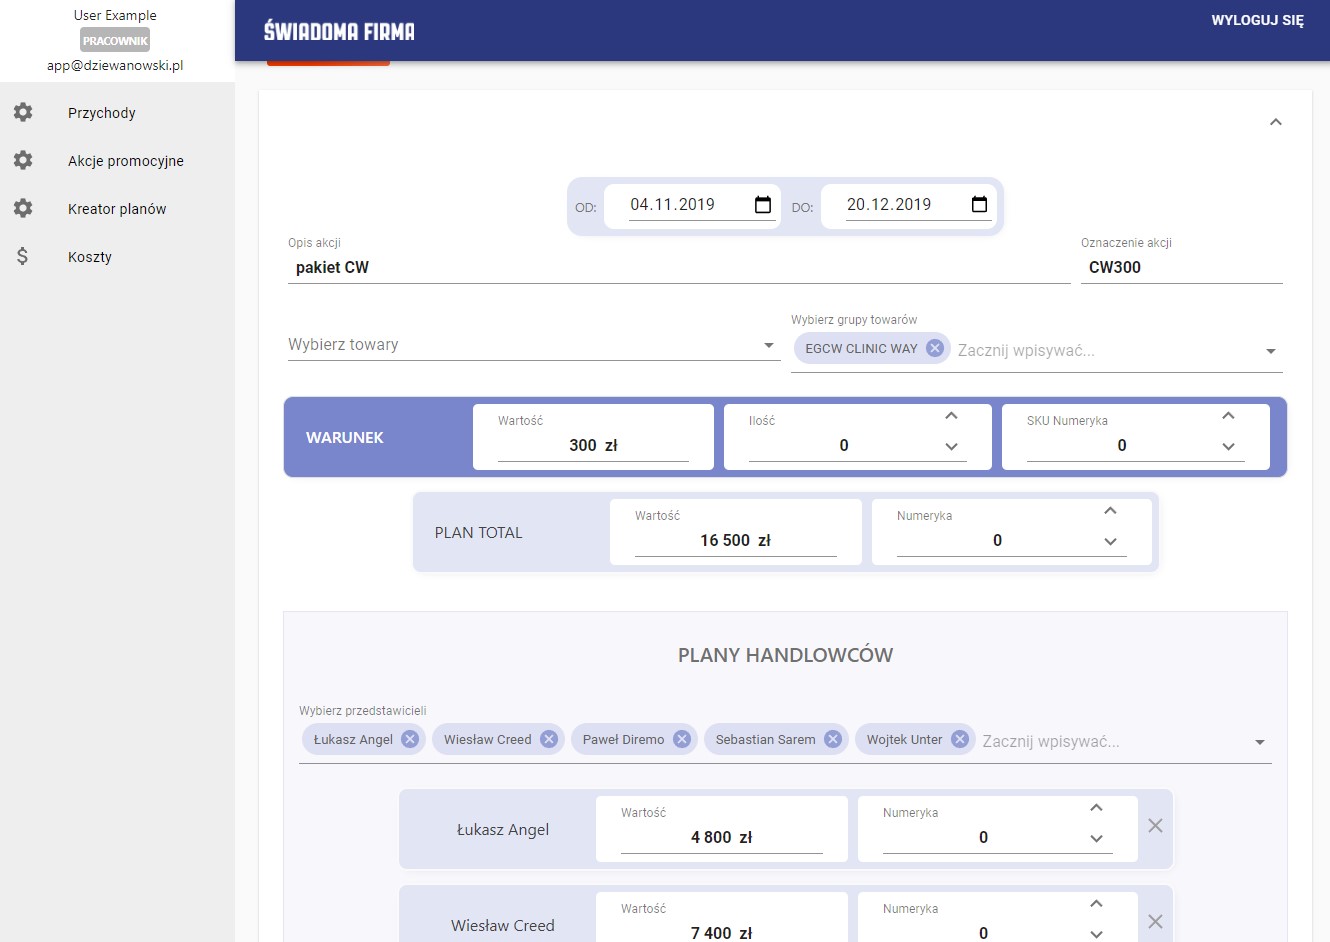 User Example
PRACOWNIK
app@dziewanowski.pl
Przychody
Akcje promocyjne
Kreator planów
$ Koszty
ŚWIADOMA FIRMA
WYLOGUJ SIĘ
OD: 04.11.2019 DO: 20.12.2019
Opis akcji Oznaczenie akcji
pakiet CW CW300
Wybierz grupy towarów
Wybierz towary EGCW CLINIC WAY Zacznij wpisywać...
Wartość Ilość SKU Numeryka
WARUNEK 300 zł 0 0
Wartość Numeryka
PLAN TOTAL 16 500 zł 0
PLANY HANDLOWCÓW
Wybierz przedstawicieli
Łukasz Angel Wiesław Creed Paweł Diremo Sebastian Sarem Wojtek Unter Zacznij wpisywać...
Wartość Numeryka
Łukasz Angel 4 800 zł 0
Wartość Numeryka
Wiesław Creed 7 400 zł 0